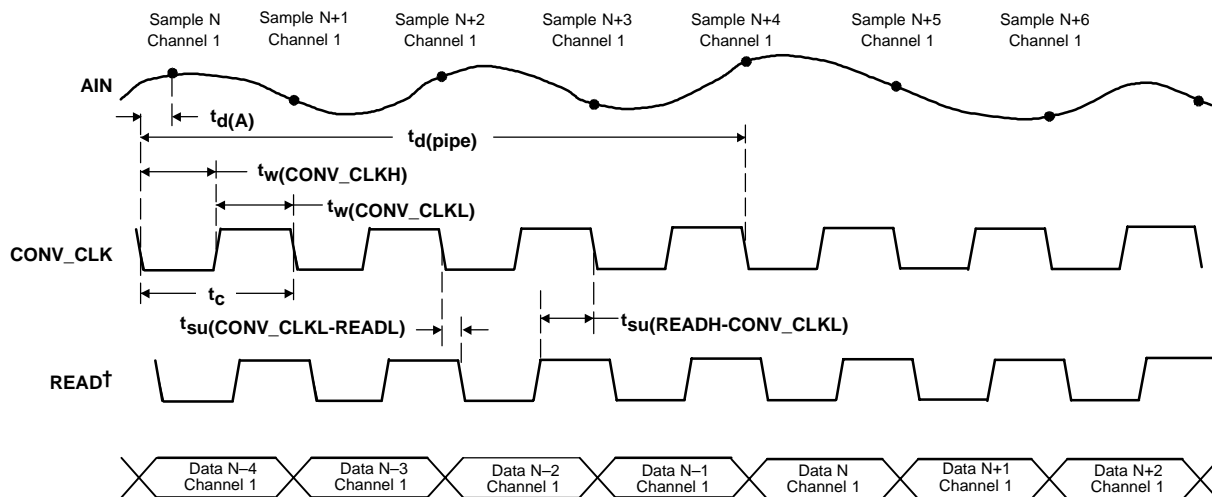 Sample N
Channel 1
Sample N+1
Channel 1
Sample N+2
Channel 1
Sample N+3
Channel 1
Sample N+4
Channel 1
Sample N+5
Channel 1
Sample N+6
Channel 1
AIN
td(A)
td(pipe)
tw(CONV_CLKH)
tw(CONV_CLKL)
CONV_CLK
tc
tsu(CONV_CLKL-READL)
tsu(READH-CONV_CLKL)
READ†
Data N–4
Channel 1
Data N–3
Channel 1
Data N–2
Channel 1
Data N–1
Channel 1
Data N
Channel 1
Data N+1
Channel 1
Data N+2
Channel 1